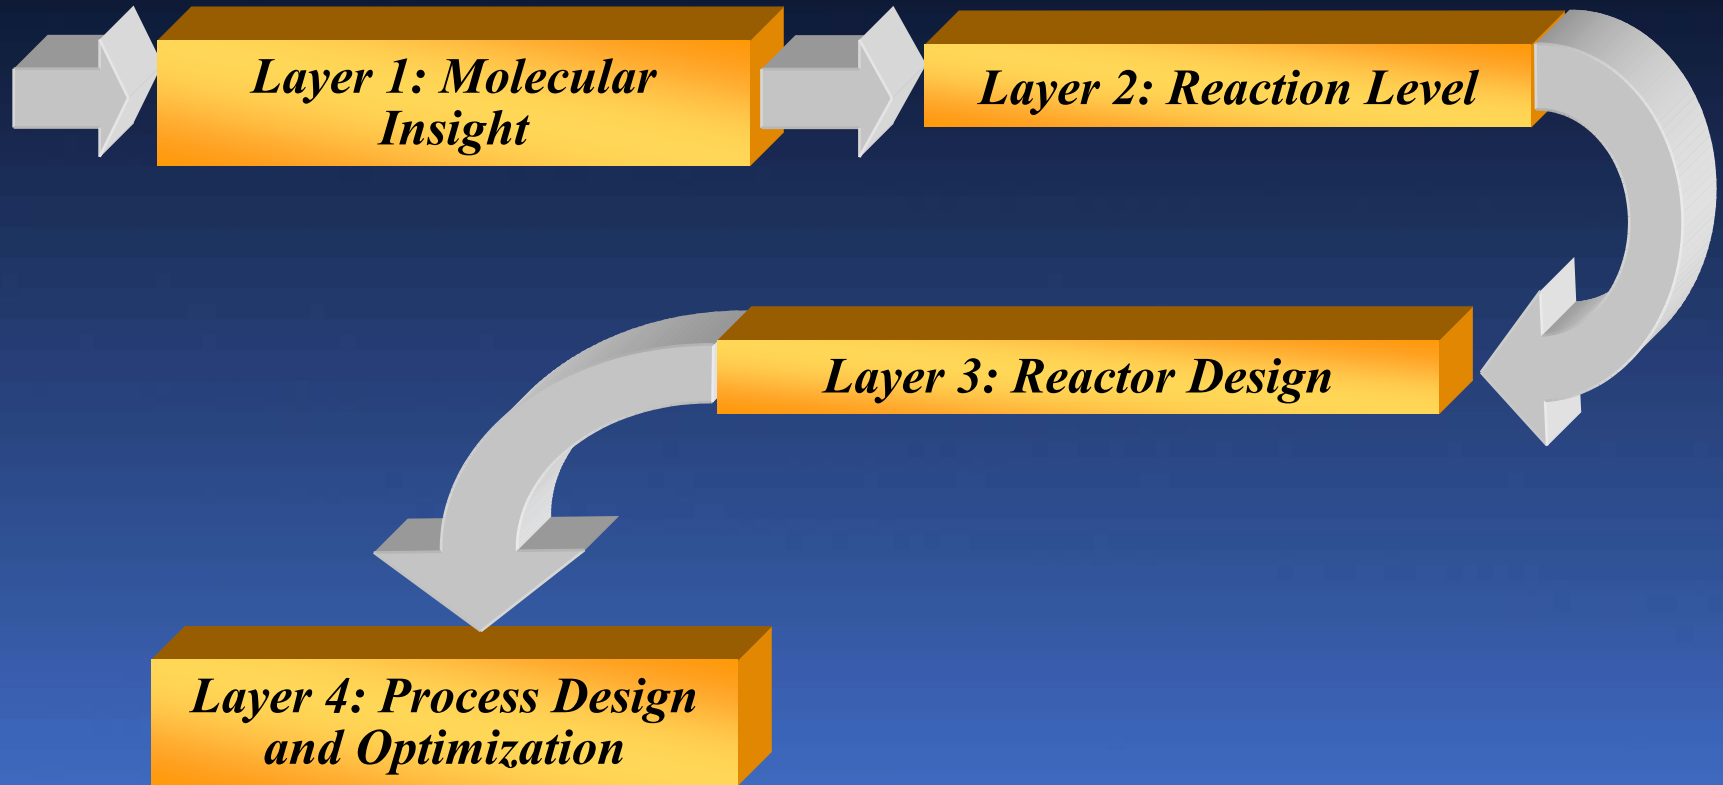 Layer 1: Molecular
Insight
Layer 2: Reaction Level
Layer 3: Reactor Design
Layer 4: Process Design
and Optimization